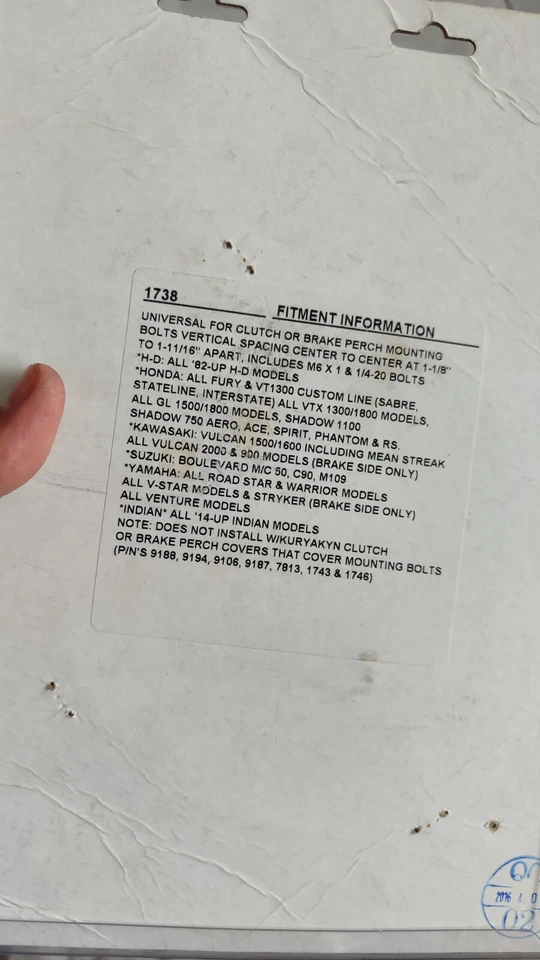 1738 FITMENT INFORMATION
UNIVERSAL FOR CLUTCH OR BRAKE PERCH MOUNTING
BOLTS VERTICAL SPACING CENTER TO CENTER AT 1-1/8"
TO 1-11/16" APART, INCLUDES M6 X 1 & 1/4-20 BOLTS
*H-D: ALL '82-UP H-D MODELS
*HONDA: ALL FURY & VT1300 CUSTOM LINE (SABRE,
STATELINE, INTERSTATE) ALL VTX 1300/1800 MODELS,
ALL GL 1500/1800 MODELS, SHADOW 1100
SHADOW 750 AERO, ACE, SPIRIT, PHANTOM & RS.
*KAWASAKI: VULCAN 1500/1600 INCLUDING MEAN STREAK
ALL VULCAN 2000 & 900 MODELS (BRAKE SIDE ONLY)
*SUZUKI: BOULEVARD M/C 50, C90, M109
*YAMAHA: ALL ROAD STAR & WARRIOR MODELS
ALL V-STAR MODELS & STRYKER (BRAKE SIDE ONLY)
ALL VENTURE MODELS
*INDIAN* ALL '14-UP INDIAN MODELS
NOTE: DOES NOT INSTALL W/KURYAKYN CLUTCH
OR BRAKE PERCH COVERS THAT COVER MOUNTING BOLTS
(P/N'S 9188, 9194, 9106, 9187, 7813, 1743 & 1746)
2016. 4. 0
02